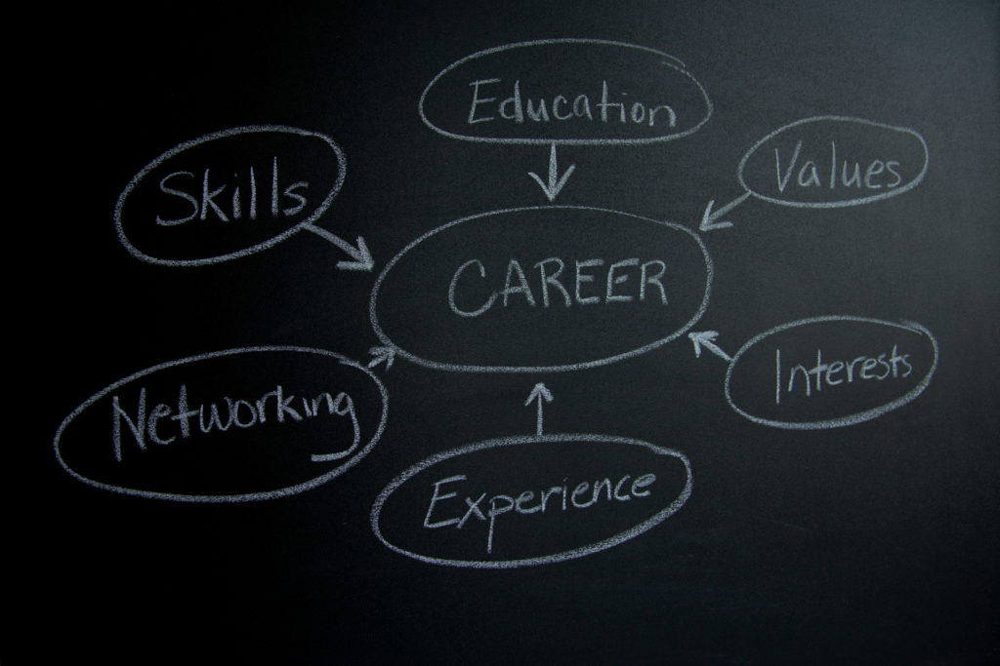 Education
Skills
Values
CAREER
Networking
Interests
Experience